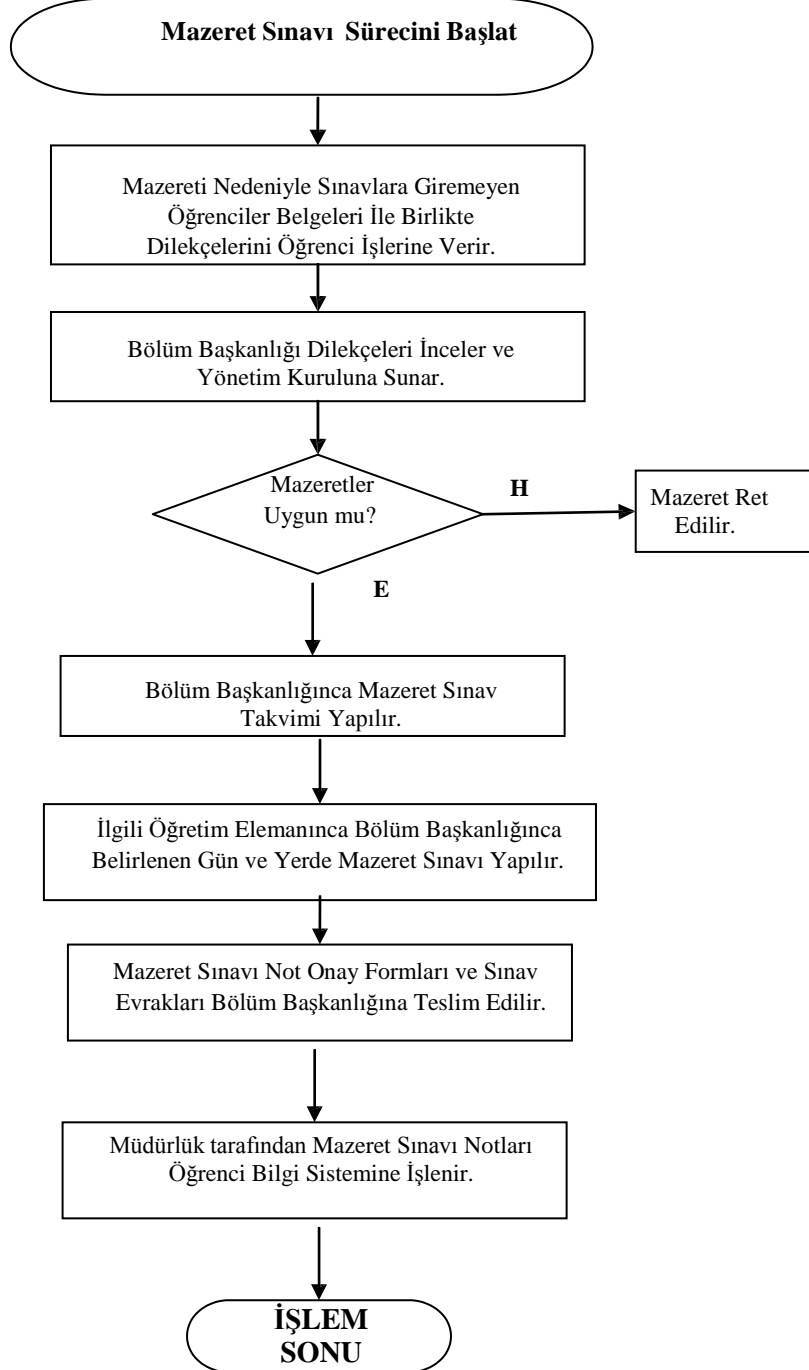 Mazeret Sınavı Sürecini Başlat
Mazereti Nedeniyle Sınavlara Giremeyen
Öğrenciler Belgeleri İle Birlikte
Dilekçelerini Öğrenci İşlerine Verir.
Bölüm Başkanlığı Dilekçeleri İnceler ve
Yönetim Kuruluna Sunar.
Mazeretler
Uygun mu?
H
Mazeret Ret
Edilir.
E
Bölüm Başkanlığınca Mazeret Sınav
Takvimi Yapılır.
İlgili Öğretim Elemanınca Bölüm Başkanlığınca
Belirlenen Gün ve Yerde Mazeret Sınavı Yapılır.
Mazeret Sınavı Not Onay Formları ve Sınav
Evrakları Bölüm Başkanlığına Teslim Edilir.
Müdürlük tarafından Mazeret Sınavı Notları
Öğrenci Bilgi Sistemine İşlenir.
İŞLEM
SONU